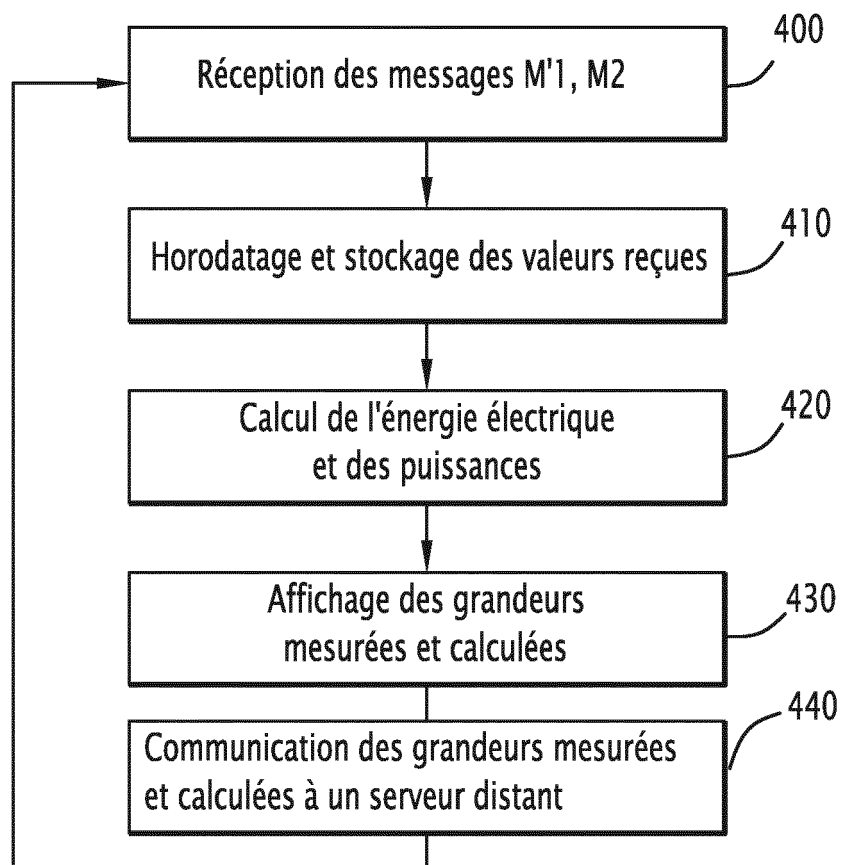 400
Réception des messages M'1, M2
410
Horodatage et stockage des valeurs reçues
420
Calcul de l'énergie électrique
et des puissances
430
Affichage des grandeurs
mesurées et calculées
440
Communication des grandeurs mesurées
et calculées à un serveur distant